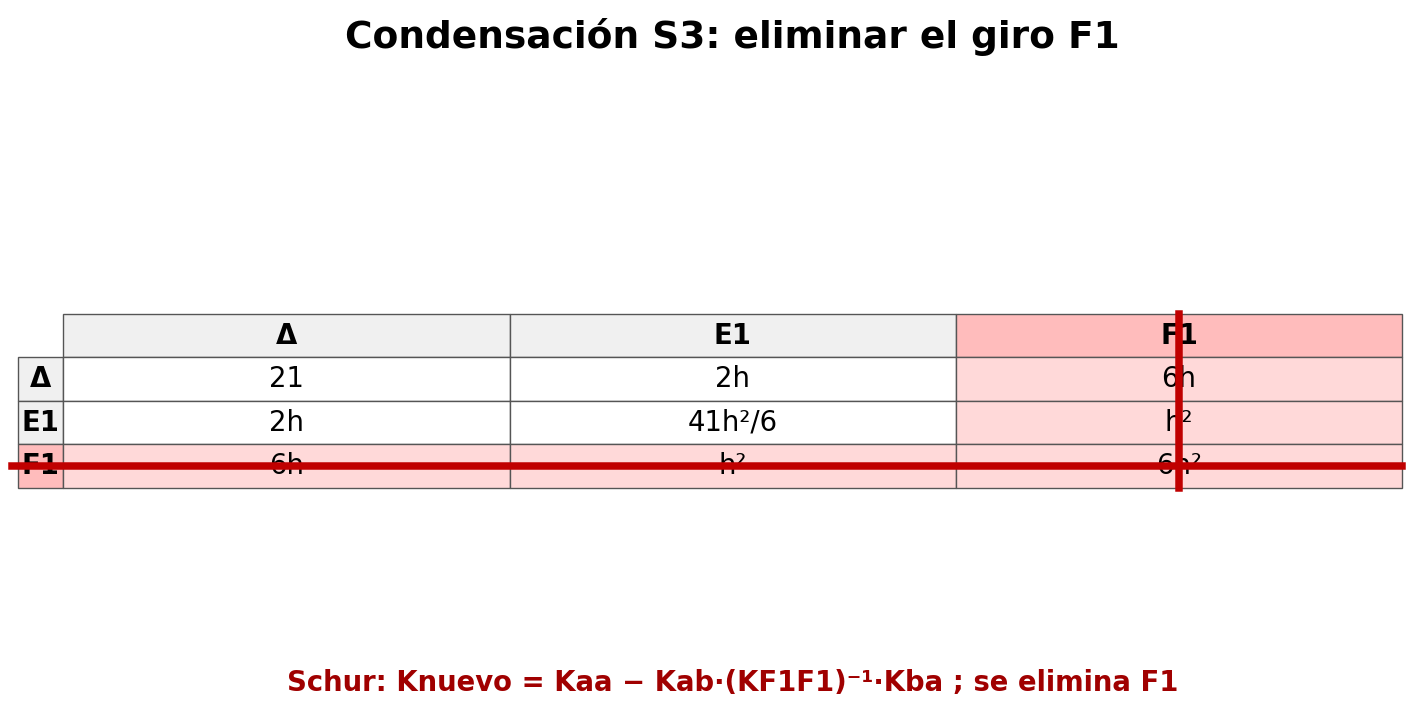 Condensación S3: eliminar el giro F1
Δ E1 F1
Δ 21 2h 6h
E1 2h 41h²/6 h²
F1 6h h² 6h²
Schur: Knuevo = Kaa − Kab·(KF1F1)⁻¹·Kba ; se elimina F1